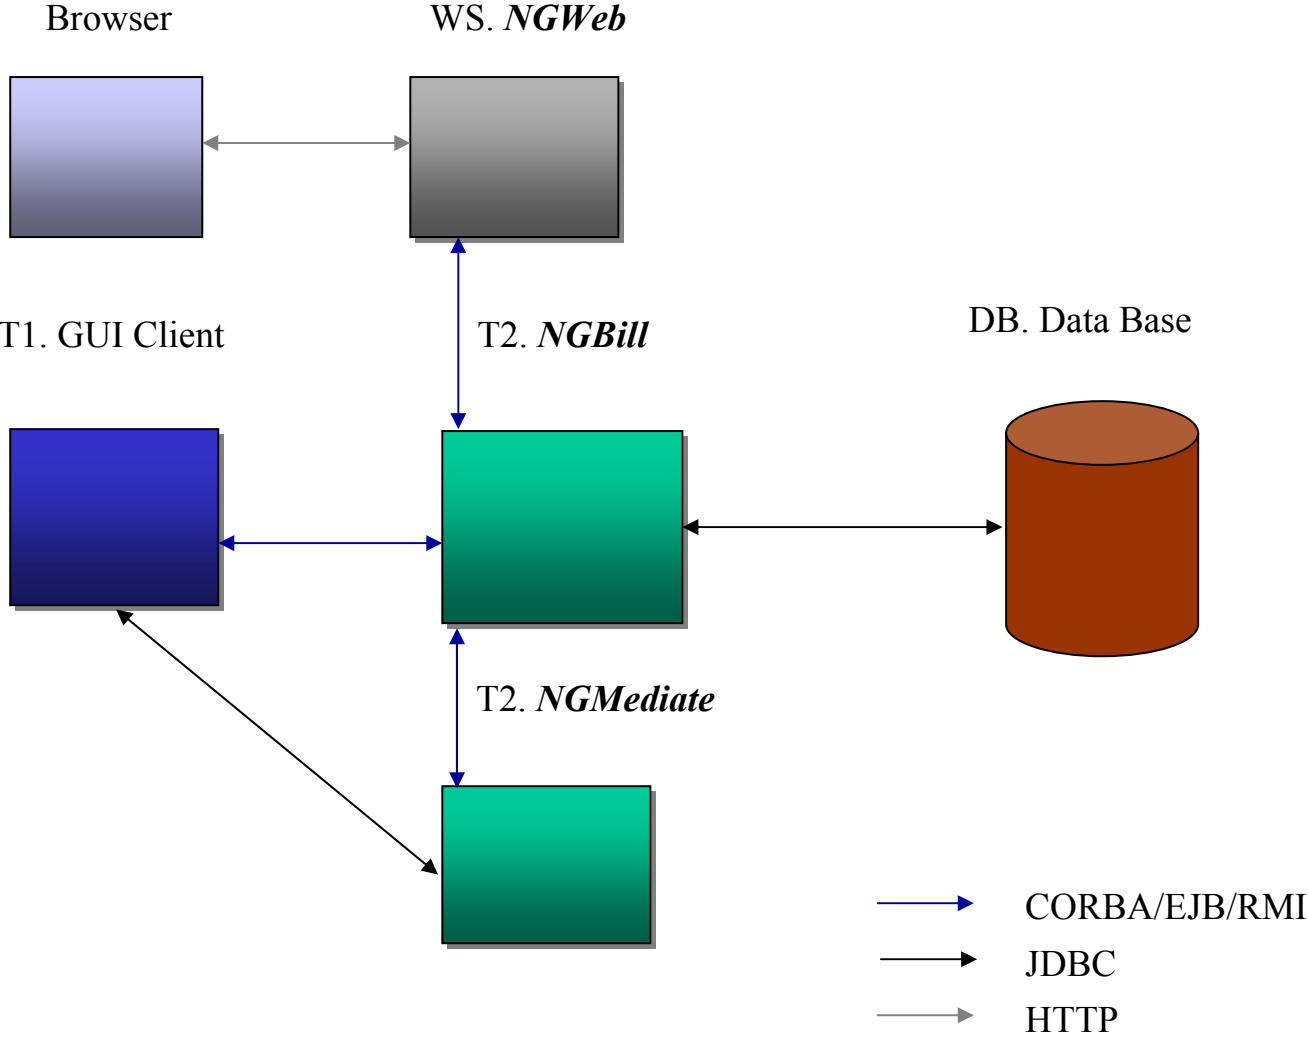 Browser
WS. NGWeb
T1. GUI Client
T2. NGBill
DB. Data Base
T2. NGMediate
CORBA/EJB/RMI
JDBC
HTTP